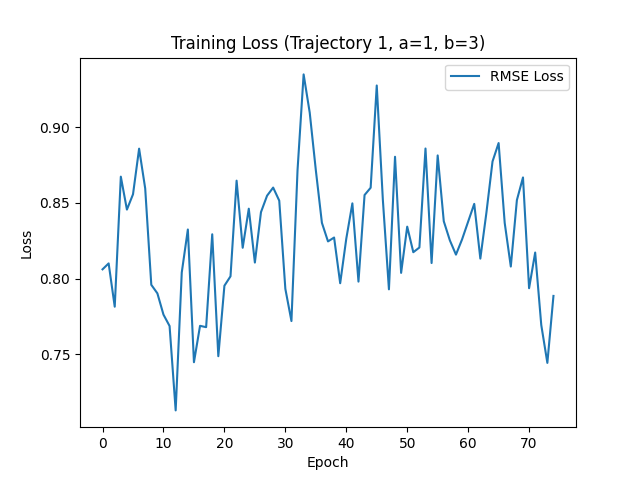 Training Loss (Trajectory 1, a=1, b=3)
RMSE Loss
0.90
0.85
0.80
0.75
Loss
0 10 20 30 40 50 60 70
Epoch